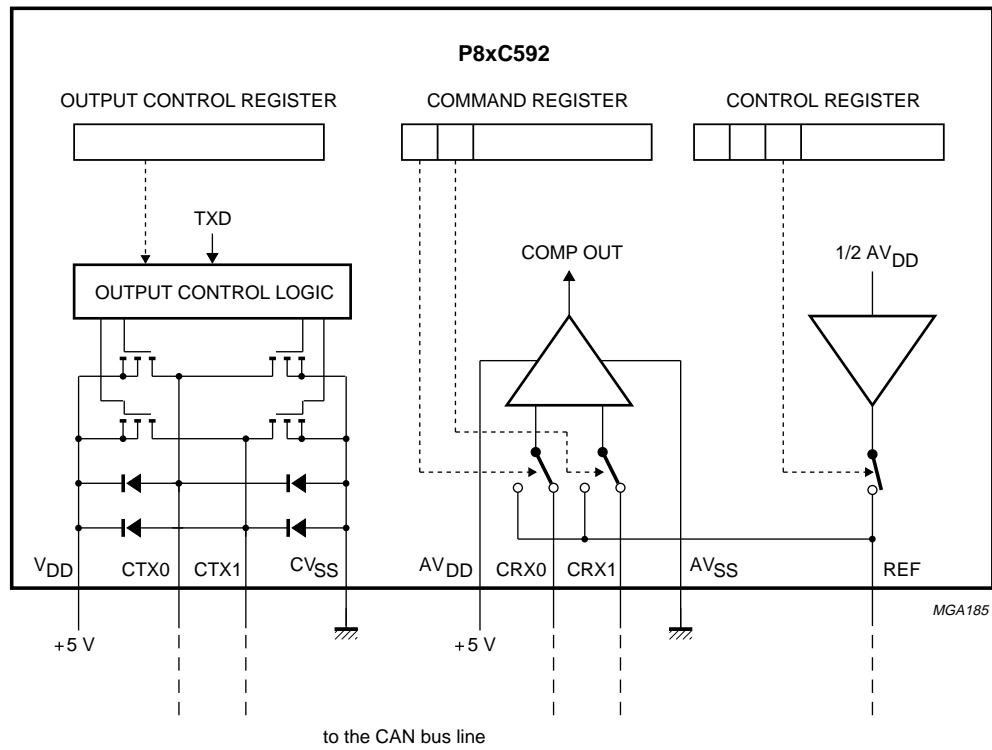 P8xC592
OUTPUT CONTROL REGISTER
COMMAND REGISTER
CONTROL REGISTER
TXD
COMP OUT
1/2 AVDD
OUTPUT CONTROL LOGIC
VDD
CTX0
CTX1
CVSS
AVDD
CRX0
CRX1
AVSS
REF
MGA185
+5 V
+5 V
to the CAN bus line